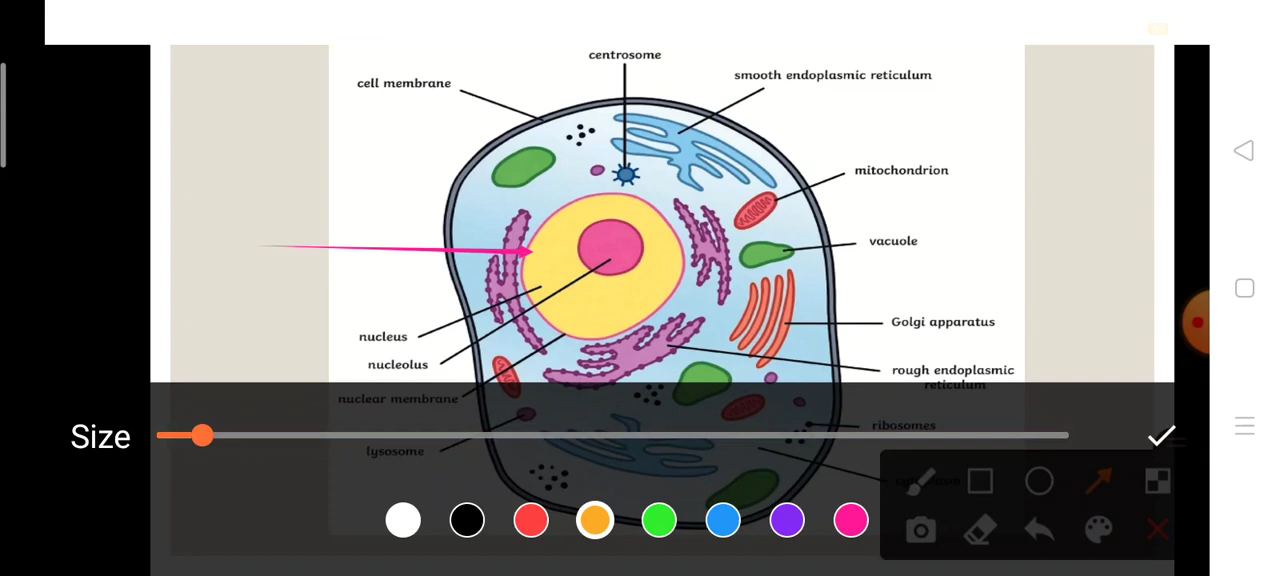 centrosome
cell membrane
smooth endoplasmic reticulum
mitochondrion
vacuole
nucleus
Golgi apparatus
nucleolus
rough endoplasmic
reticulum
nuclear membrane
ribosomes
Size
lysosome